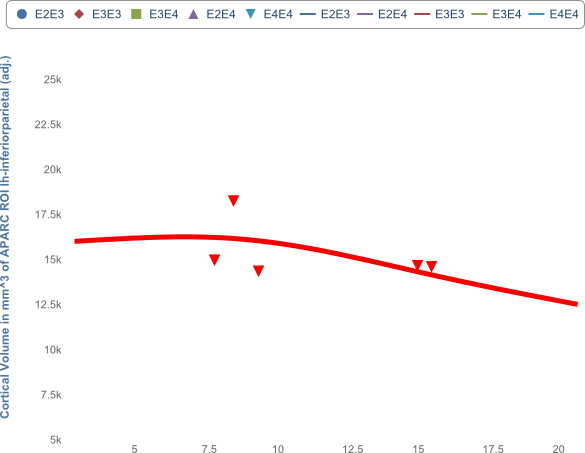 E2E3 E3E3 E3E4 E2E4 E4E4 E2E3 E2E4 E3E3 E3E4 E4E4
Cortical Volume in mm^3 of APARC ROI lh-inferiorparietal (adj.)
25k
22.5k
20k
17.5k
15k
12.5k
10k
7.5k
5k
5 7.5 10 12.5 15 17.5 20